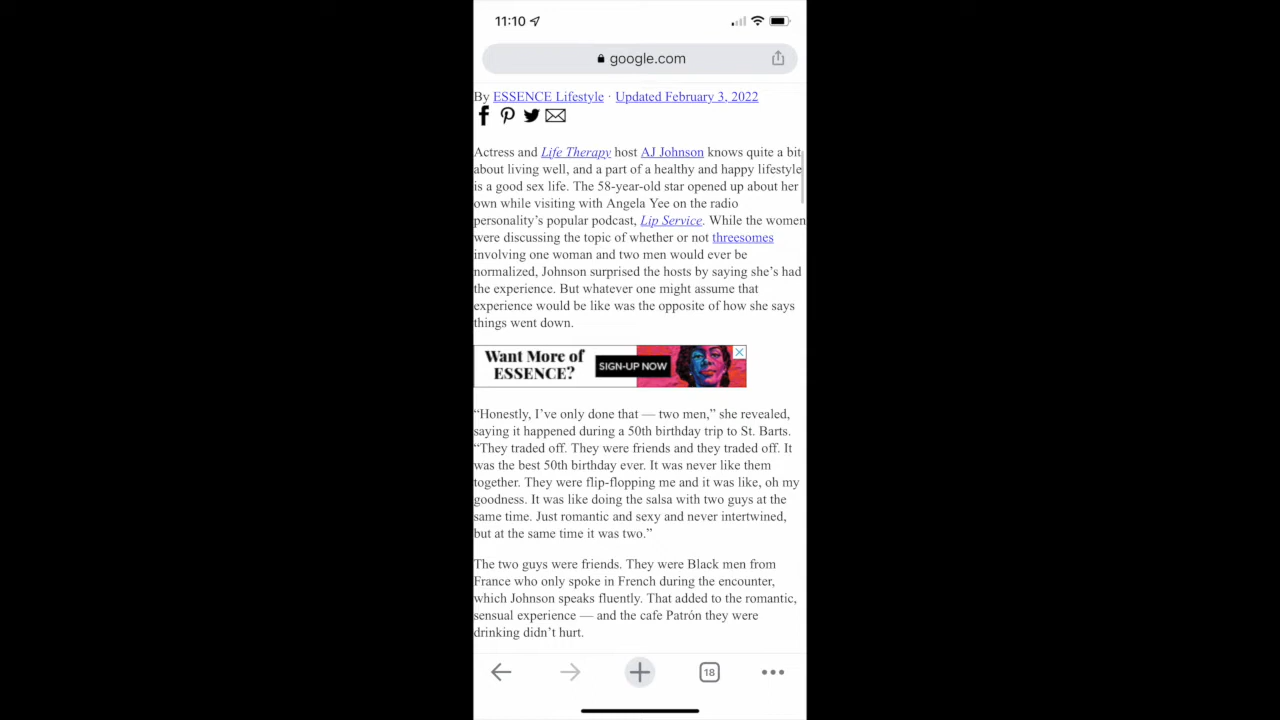 11:10
google.com
By ESSENCE Lifestyle · Updated February 3, 2022
Actress and Life Therapy host AJ Johnson knows quite a bit
about living well, and a part of a healthy and happy lifestyle
is a good sex life. The 58-year-old star opened up about her
own while visiting with Angela Yee on the radio
personality’s popular podcast, Lip Service. While the women
were discussing the topic of whether or not threesomes
involving one woman and two men would ever be
normalized, Johnson surprised the hosts by saying she’s had
the experience. But whatever one might assume that
experience would be like was the opposite of how she says
things went down.
Want More of
ESSENCE?
SIGN-UP NOW
“Honestly, I’ve only done that — two men,” she revealed,
saying it happened during a 50th birthday trip to St. Barts.
“They traded off. They were friends and they traded off. It
was the best 50th birthday ever. It was never like them
together. They were flip-flopping me and it was like, oh my
goodness. It was like doing the salsa with two guys at the
same time. Just romantic and sexy and never intertwined,
but at the same time it was two.”
The two guys were friends. They were Black men from
France who only spoke in French during the encounter,
which Johnson speaks fluently. That added to the romantic,
sensual experience — and the cafe Patrón they were
drinking didn’t hurt.
18